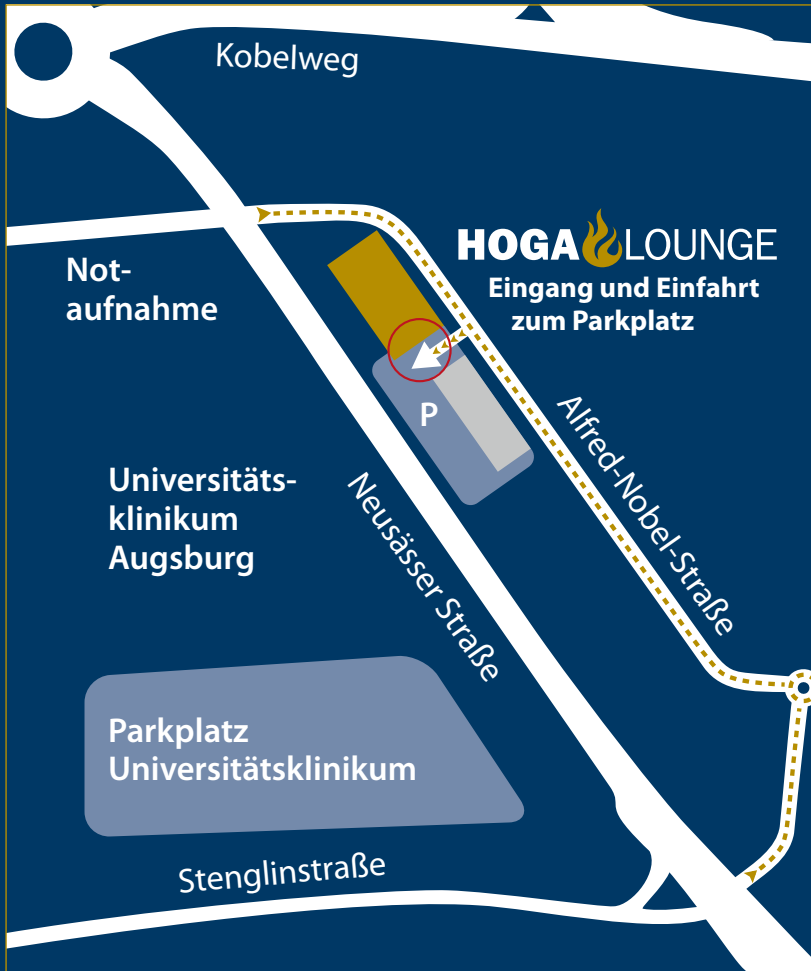 Kobelweg
HOGA LOUNGE
Eingang und Einfahrt
zum Parkplatz
Not-
aufnahme
P
Alfred-Nobel-Straße
Universitäts-
klinikum
Augsburg
Neusässer Straße
Parkplatz
Universitätsklinikum
Stenglinstraße